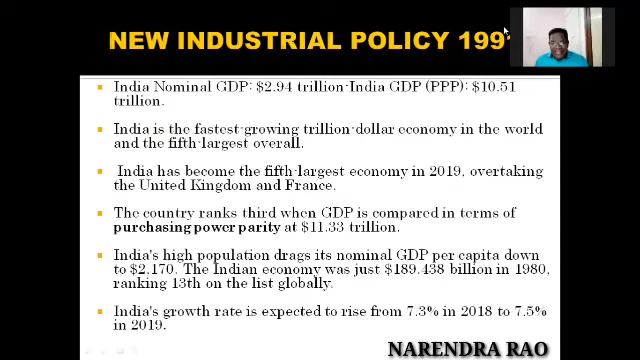 NEW INDUSTRIAL POLICY 199
India Nominal GDP: $2.94 trillion-India GDP (PPP): $10.51
trillion.
India is the fastest-growing trillion-dollar economy in the world
and the fifth-largest overall.
India has become the fifth-largest economy in 2019, overtaking
the United Kingdom and France.
The country ranks third when GDP is compared in terms of
purchasing power parity at $11.33 trillion.
India's high population drags its nominal GDP per capita down
to $2,170. The Indian economy was just $189.438 billion in 1980,
ranking 13th on the list globally.
India's growth rate is expected to rise from 7.3% in 2018 to 7.5%
in 2019.
NARENDRA RAO